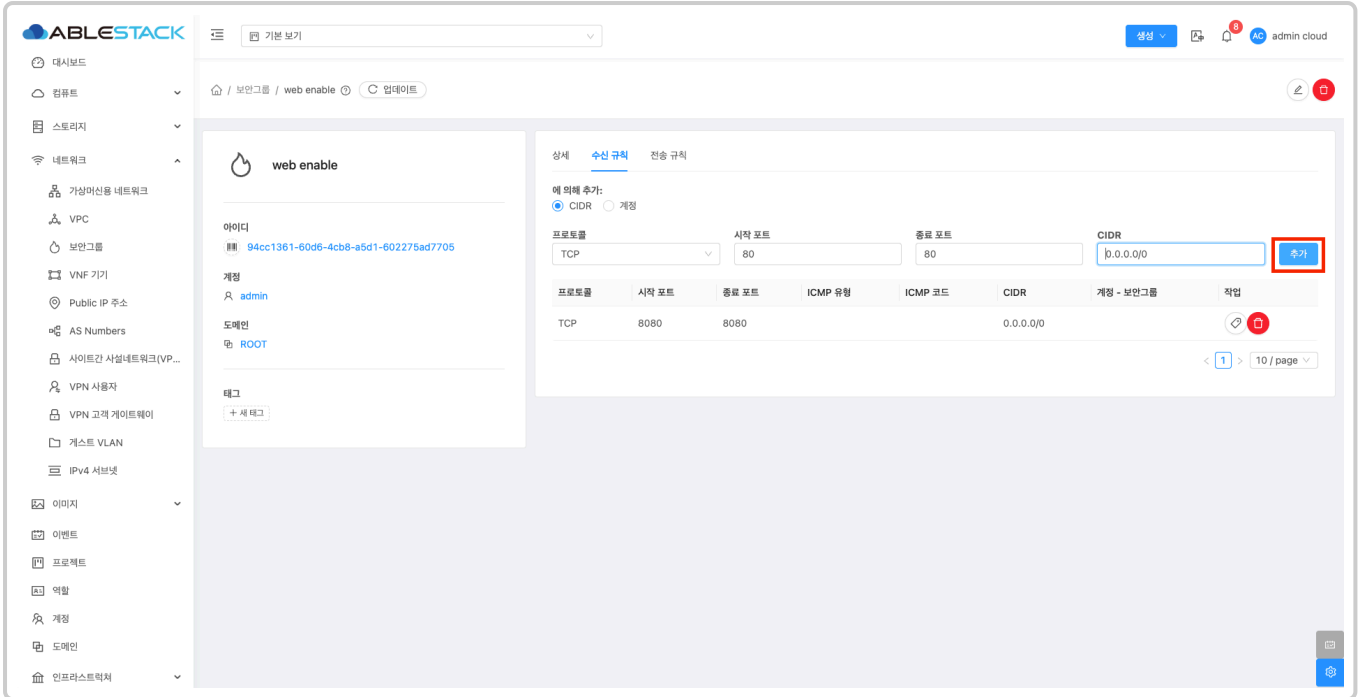 ABLESTACK
기본 보기
생성
8
AC admin cloud
대시보드
컴퓨트
스토리지
네트워크
가상머신용 네트워크
VPC
보안그룹
VNF 기기
Public IP 주소
AS Numbers
사이트간 사설네트워크(VP...
VPN 사용자
VPN 고객 게이트웨이
게스트 VLAN
IPv4 서브넷
이미지
이벤트
프로젝트
역할
계정
도메인
인프라스트럭쳐
/ 보안그룹 / web enable 업데이트
web enable
아이디
94cc1361-60d6-4cb8-a5d1-602275ad7705
계정
admin
도메인
ROOT
태그
+ 새 태그
상세 수신 규칙 전송 규칙
에 의해 추가:
CIDR 계정
프로토콜 시작 포트 종료 포트 CIDR
TCP 80 80 0.0.0.0/0 추가
프로토콜 시작 포트 종료 포트 ICMP 유형 ICMP 코드 CIDR 계정 - 보안그룹 작업
TCP 8080 8080 0.0.0.0/0
< 1 > 10 / page